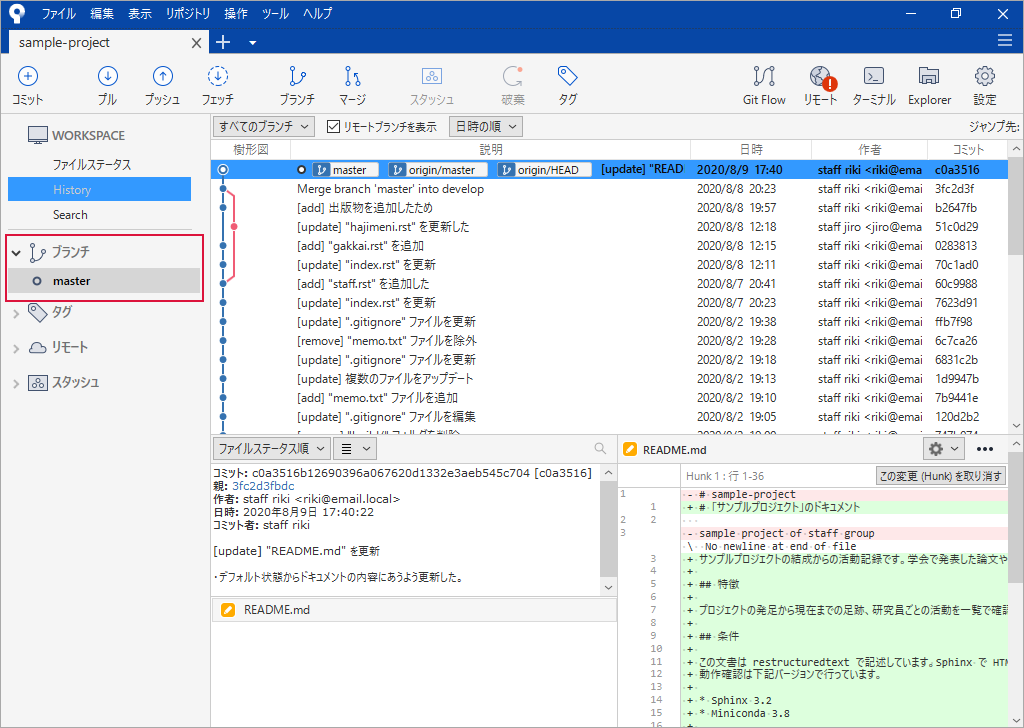 ファイル 編集 表示 リポジトリ 操作 ツール ヘルプ
sample-project
コミット プル プッシュ フェッチ ブランチ マージ スタッシュ 破棄 タグ Git Flow リモート ターミナル Explorer 設定
WORKSPACE
ファイルステータス
History
Search
ブランチ
master
タグ
リモート
スタッシュ
すべてのブランチ リモートブランチを表示 日時の順 ジャンプ先:
樹形図 説明 日時 作者 コミット
master origin/master origin/HEAD [update] "READ 2020/8/9 17:40 staff riki <riki@ema c0a3516
Merge branch 'master' into develop 2020/8/8 20:23 staff riki <riki@emai 3fc2d3f
[add] 出版物を追加したため 2020/8/8 19:57 staff riki <riki@emai b2647fb
[update] "hajimeni.rst" を更新した 2020/8/8 12:18 staff jiro <jiro@emai 51c0d29
[add] "gakkai.rst" を追加 2020/8/8 12:15 staff riki <riki@emai 0283813
[update] "index.rst" を更新 2020/8/8 12:11 staff riki <riki@emai 70c1ad0
[add] "staff.rst" を追加した 2020/8/7 20:41 staff riki <riki@emai 60c9988
[update] "index.rst" を更新 2020/8/7 20:23 staff riki <riki@emai 7623d91
[update] ".gitignore" ファイルを更新 2020/8/2 19:38 staff riki <riki@emai ffb7f98
[remove] "memo.txt" ファイルを除外 2020/8/2 19:28 staff riki <riki@emai 6c7ca26
[update] ".gitignore" ファイルを更新 2020/8/2 19:18 staff riki <riki@emai 6831c2b
[update] 複数のファイルをアップデート 2020/8/2 19:13 staff riki <riki@emai 1d9947b
[add] "memo.txt" ファイルを追加 2020/8/2 19:10 staff riki <riki@emai 7b9441e
[update] ".gitignore" ファイルを編集 2020/8/2 19:05 staff riki <riki@emai 120d2b2
ファイルステータス順
コミット: c0a3516b12690396a067620d1332e3aeb545c704 [c0a3516]
親: 3fc2d3fbdc
作者: staff riki <riki@email.local>
日時: 2020年8月9日 17:40:22
コミット者: staff riki
[update] "README.md" を更新
・デフォルト状態からドキュメントの内容にあうよう更新した。
README.md
README.md
Hunk 1 : 行 1-36 この変更 (Hunk) を取り消す
1 - # sample-project
1 + # 「サンプルプロジェクト」のドキュメント
2 2
3 - sample project of staff group
\ No newline at end of file
3 + サンプルプロジェクトの結成からの活動記録です。学会で発表した論文や
4 +
5 + ## 特徴
6 +
7 + プロジェクトの発足から現在までの足跡、研究員ごとの活動を一覧で確認
8 +
9 + ## 条件
10 +
11 + この文書は restructuredtext で記述しています。Sphinx で HTM
12 + 動作確認は下記バージョンで行っています。
13 +
14 + * Sphinx 3.2
15 + * Miniconda 3.8
16 +